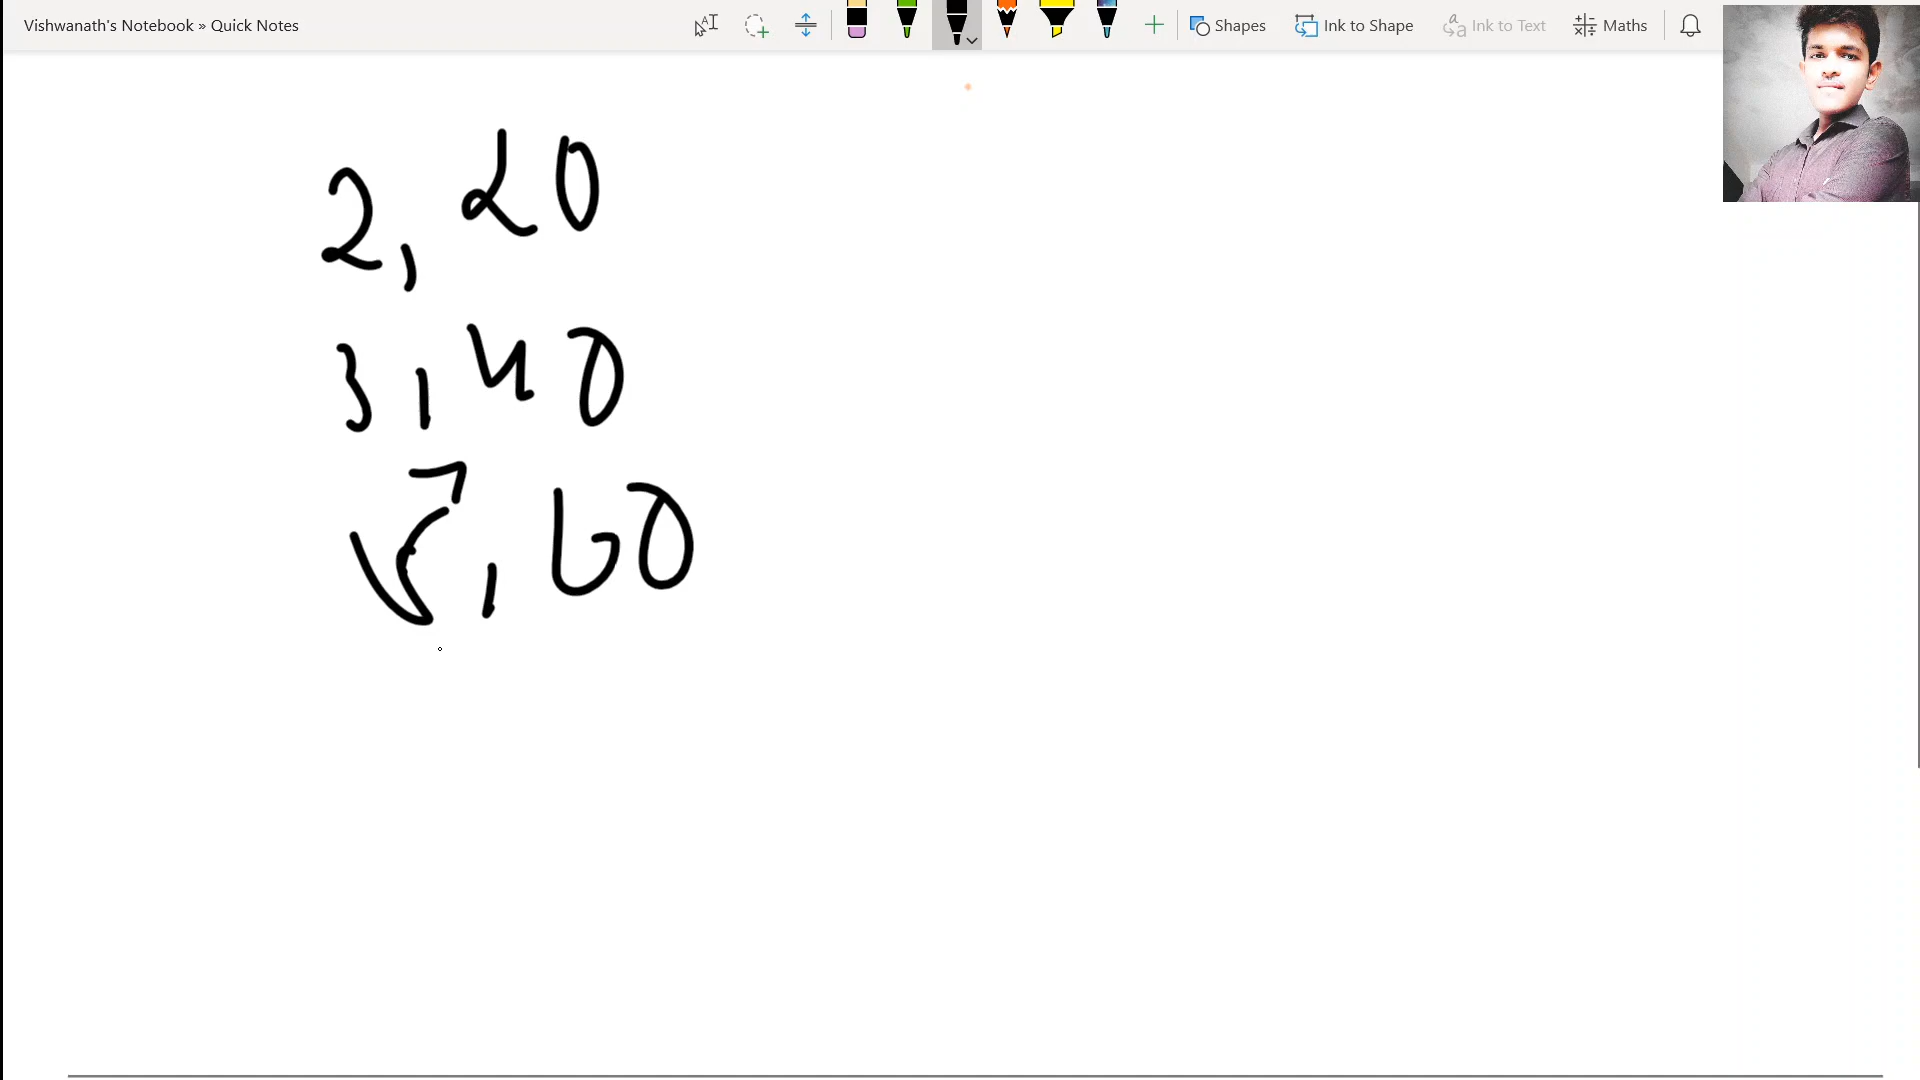 Vishwanath's Notebook » Quick Notes
Shapes
Ink to Shape
Ink to Text
Maths
2, 20
3, 40
, 60